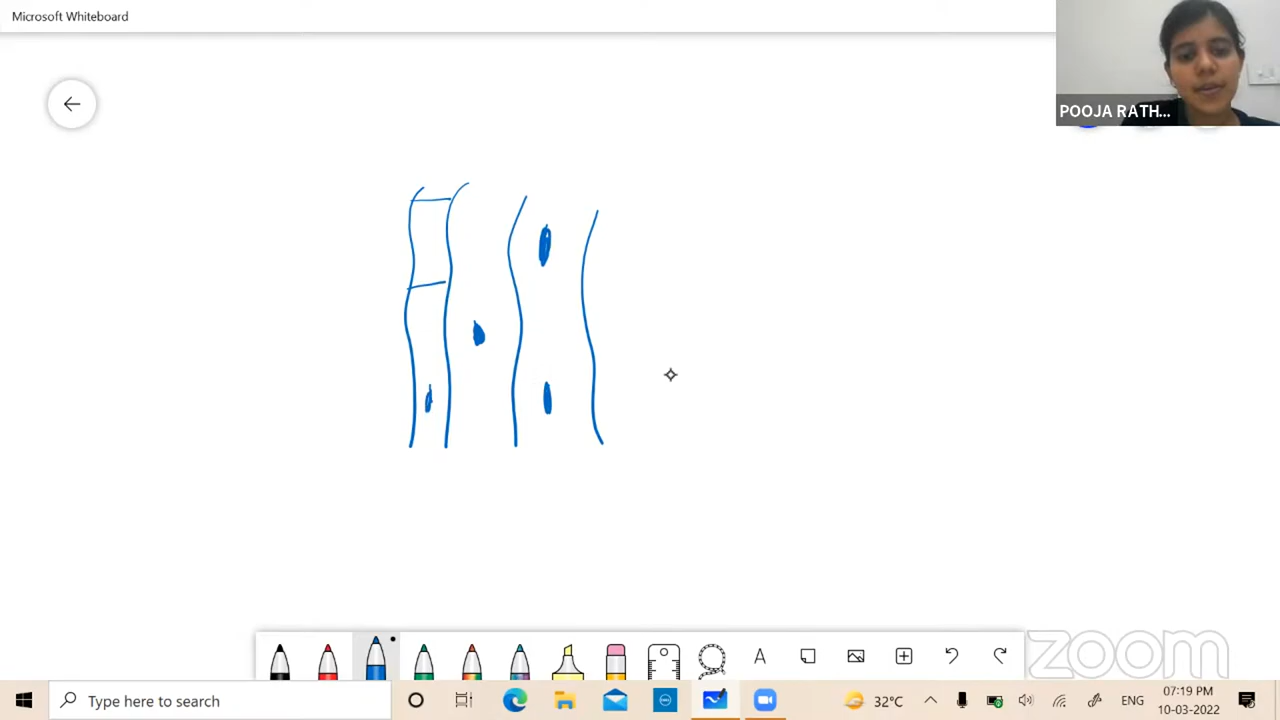 Microsoft Whiteboard
POOJA RATH...
A
zoom
Type here to search
32°C
ENG
07:19 PM
10-03-2022